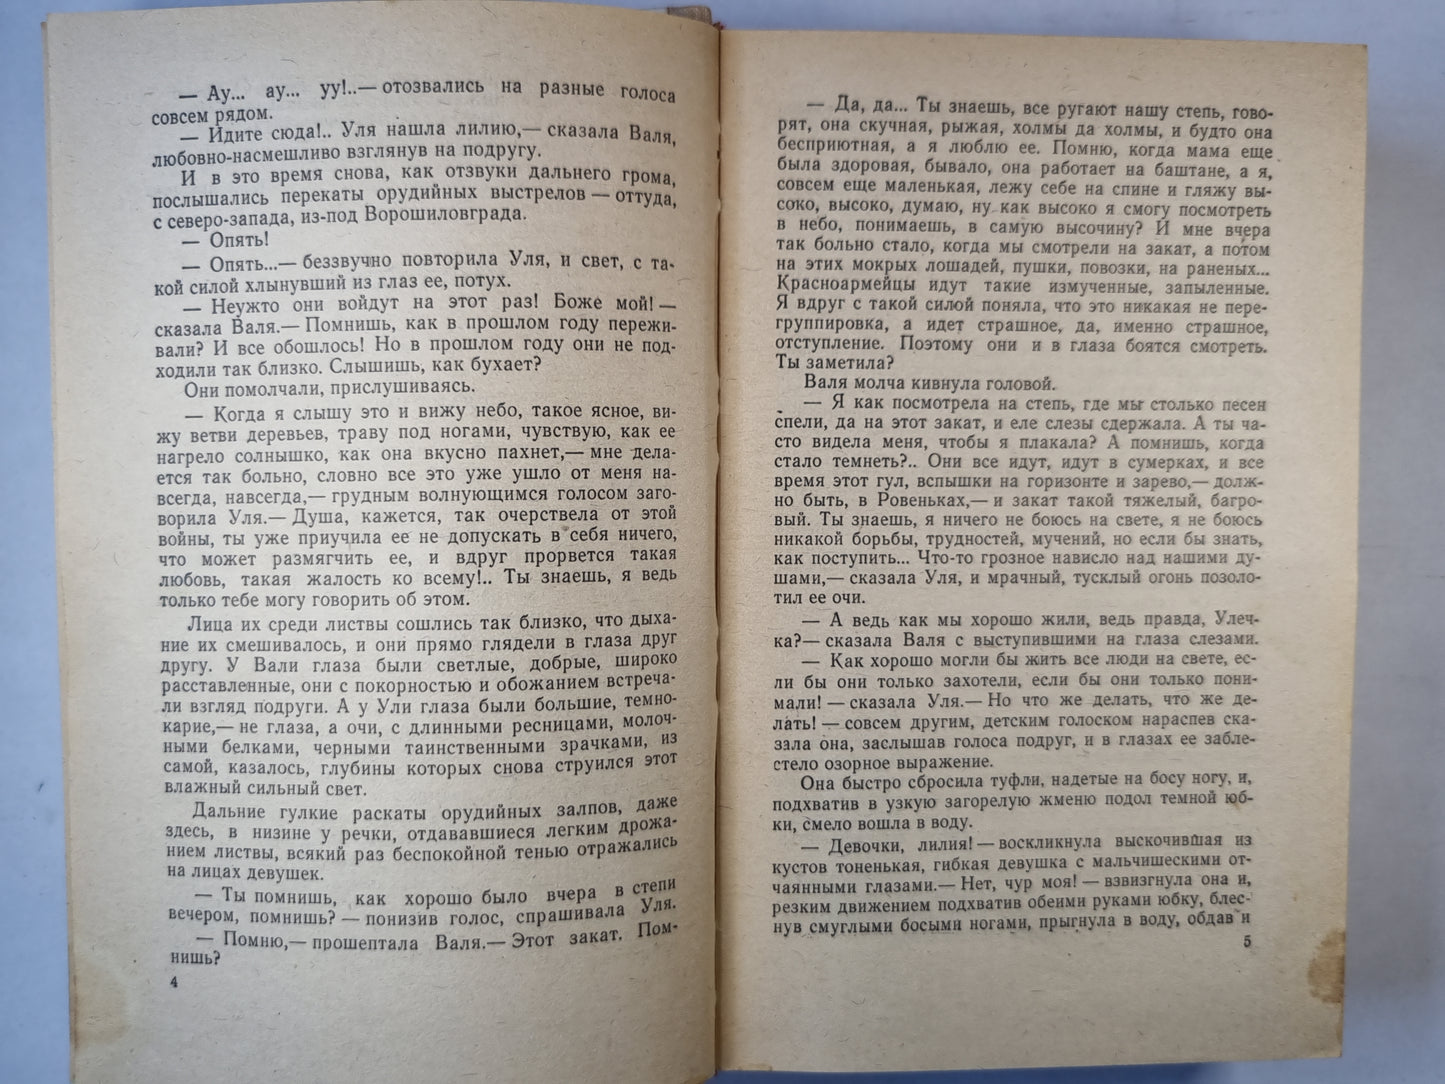 — Ау... ау... уу!..— отозвались на разные голоса
совсем рядом.
— Идите сюда!.. Уля нашла лилию,— сказала Валя,
любовно-насмешливо взглянув на подругу.
И в это время снова, как отзвуки дальнего грома,
послышались перекаты орудийных выстрелов — оттуда,
с северо-запада, из-под Ворошиловграда.
— Опять!
— Опять...— беззвучно повторила Уля, и свет, с та-
кой силой хлынувший из глаз ее, потух.
— Неужто они войдут на этот раз! Боже мой! —
сказала Валя.— Помнишь, как в прошлом году пережи-
вали? И все обошлось! Но в прошлом году они не под-
ходили так близко. Слышишь, как бухает?
Они помолчали, прислушиваясь.
— Когда я слышу это и вижу небо, такое ясное, ви-
жу ветви деревьев, траву под ногами, чувствую, как ее
нагрело солнышко, как она вкусно пахнет,— мне дела-
ется так больно, словно все это уже ушло от меня на-
всегда, навсегда,— грудным волнующимся голосом заго-
ворила Уля.— Душа, кажется, так очерствела от этой
войны, ты уже приучила ее не допускать в себя ничего,
что может размягчить ее, и вдруг прорвется такая
любовь, такая жалость ко всему!.. Ты знаешь, я ведь
только тебе могу говорить об этом.
Лица их среди листвы сошлись так близко, что дыха-
ние их смешивалось, и они прямо глядели в глаза друг
другу. У Вали глаза были светлые, добрые, широко
расставленные, они с покорностью и обожанием встреча-
ли взгляд подруги. А у Ули глаза были большие, темно-
карие,— не глаза, а очи, с длинными ресницами, молоч-
ными белками, черными таинственными зрачками, из
самой, казалось, глубины которых снова струился этот
влажный сильный свет.
Дальние гулкие раскаты орудийных залпов, даже
здесь, в низине у речки, отдававшиеся легким дрожа-
нием листвы, всякий раз беспокойной тенью отражались
на лицах девушек.
— Ты помнишь, как хорошо было вчера в степи
вечером, помнишь? — понизив голос, спрашивала Уля.
— Помню,— прошептала Валя.— Этот закат. Пом-
нишь?
4
— Да, да... Ты знаешь, все ругают нашу степь, гово-
рят, она скучная, рыжая, холмы да холмы, и будто она
бесприютная, а я люблю ее. Помню, когда мама еще
была здоровая, бывало, она работает на баштане, а я,
совсем еще маленькая, лежу себе на спине и гляжу вы-
соко, высоко, думаю, ну как высоко я смогу посмотреть
в небо, понимаешь, в самую высочину? И мне вчера
так больно стало, когда мы смотрели на закат, а потом
на этих мокрых лошадей, пушки, повозки, на раненых...
Красноармейцы идут такие измученные, запыленные.
Я вдруг с такой силой поняла, что это никакая не пере-
группировка, а идет страшное, да, именно страшное,
отступление. Поэтому они и в глаза боятся смотреть.
Ты заметила?
Валя молча кивнула головой.
— Я как посмотрела на степь, где мы столько песен
спели, да на этот закат, и еле слезы сдержала. А ты ча-
сто видела меня, чтобы я плакала? А помнишь, когда
стало темнеть?.. Они все идут, идут в сумерках, и все
время этот гул, вспышки на горизонте и зарево,— долж-
но быть, в Ровеньках,— и закат такой тяжелый, багро-
вый. Ты знаешь, я ничего не боюсь на свете, я не боюсь
никакой борьбы, трудностей, мучений, но если бы знать,
как поступить... Что-то грозное нависло над нашими ду-
шами,— сказала Уля, и мрачный, тусклый огонь позоло-
тил ее очи.
— А ведь как мы хорошо жили, ведь правда, Улеч-
ка?— сказала Валя с выступившими на глаза слезами.
— Как хорошо могли бы жить все люди на свете, ес-
ли бы они только захотели, если бы они только пони-
мали! — сказала Уля.— Но что же делать, что же де-
лать! — совсем другим, детским голоском нараспев ска-
зала она, заслышав голоса подруг, и в глазах ее забле-
стело озорное выражение.
Она быстро сбросила туфли, надетые на босу ногу, и,
подхватив в узкую загорелую жменю подол темной юб-
ки, смело вошла в воду.
— Девочки, лилия! — воскликнула выскочившая из
кустов тоненькая, гибкая девушка с мальчишескими от-
чаянными глазами.— Нет, чур моя! — взвизгнула она и,
резким движением подхватив обеими руками юбку, блес-
нув смуглыми босыми ногами, прыгнула в воду, обдав и
5